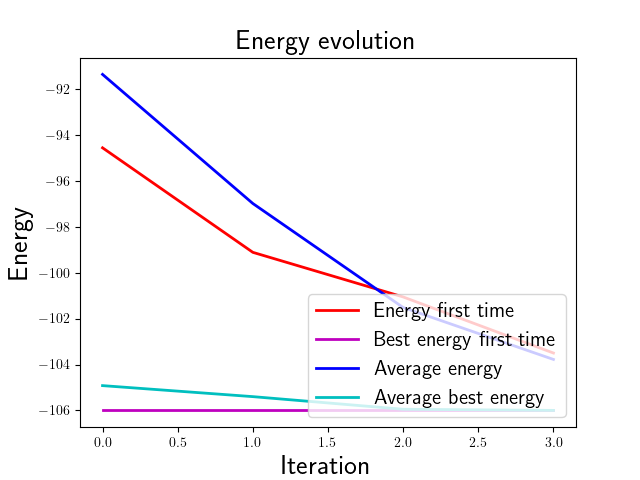 Energy evolution
Energy
−92
−94
−96
−98
−100
−102
−104
−106
Energy first time
Best energy first time
Average energy
Average best energy
0.0 0.5 1.0 1.5 2.0 2.5 3.0
Iteration